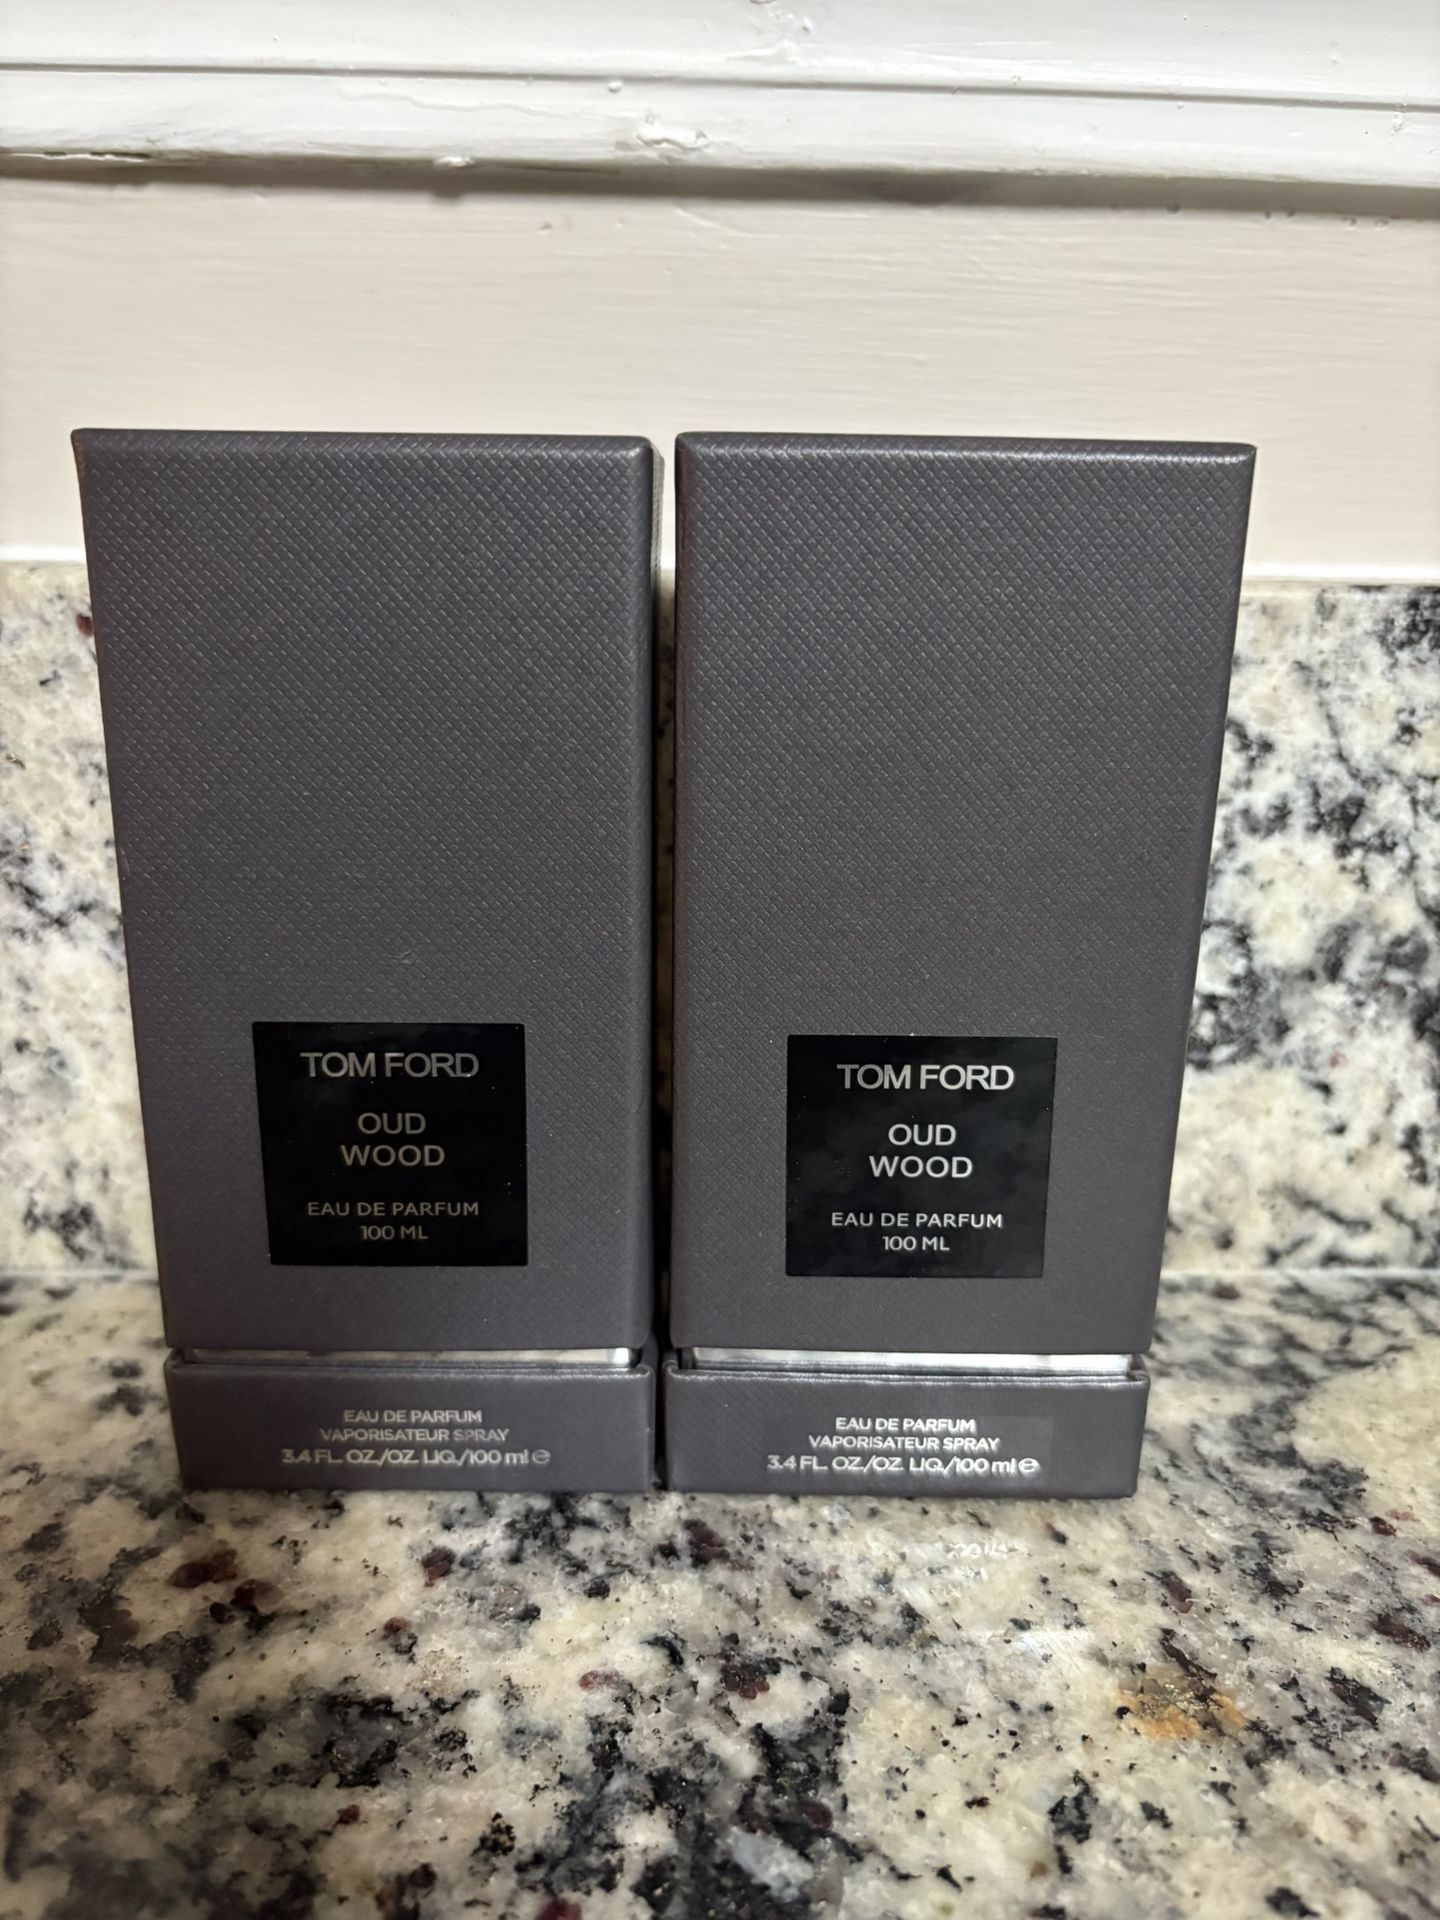 TOM FORD
OUD
WOOD
EAU DE PARFUM
100 ML
EAU DE PARFUM
VAPORISATEUR SPRAY
3.4 FL. OZ./OZ. LIQ./100 ml ℮
TOM FORD
OUD
WOOD
EAU DE PARFUM
100 ML
EAU DE PARFUM
VAPORISATEUR SPRAY
3.4 FL. OZ./OZ. LIQ./100 ml ℮